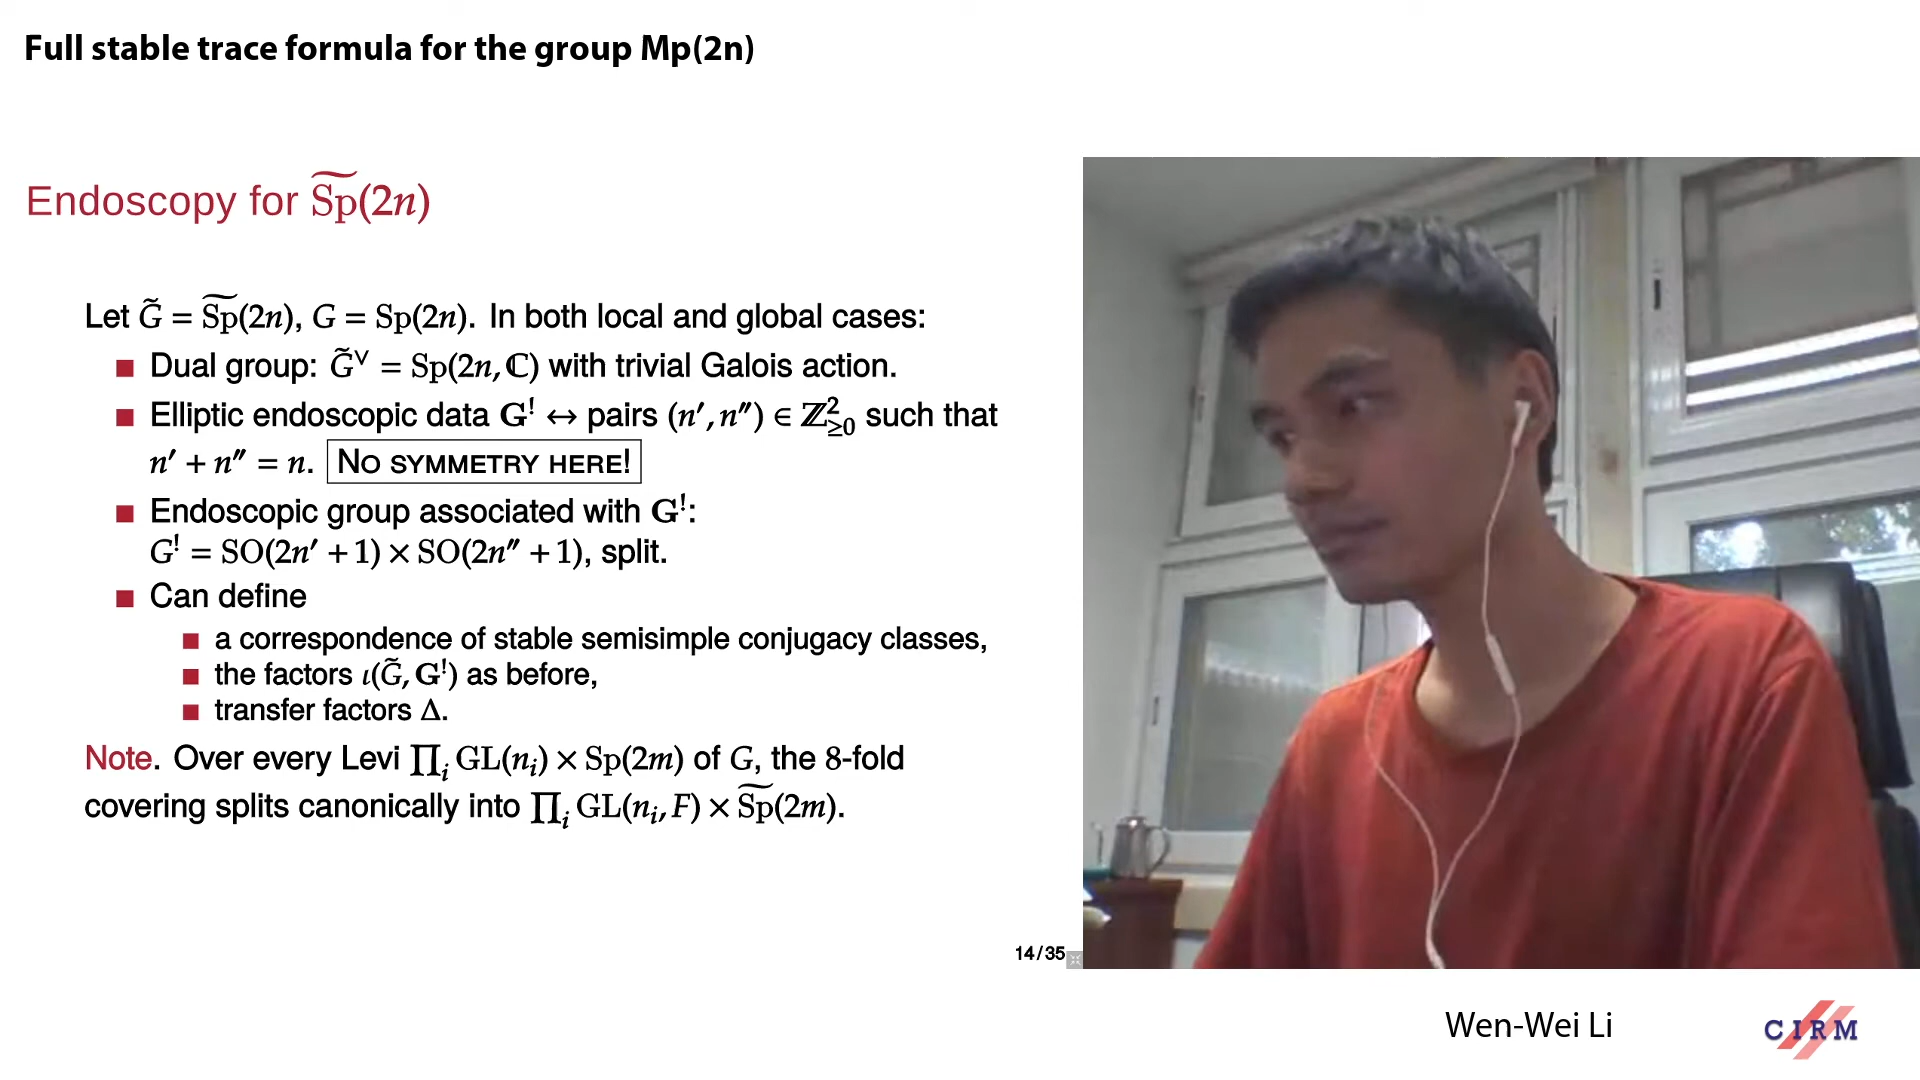 Full stable trace formula for the group Mp(2n)
Endoscopy for S͠p(2n)
Let G̃ = S͠p(2n), G = Sp(2n). In both local and global cases:
■ Dual group: G̃^∨ = Sp(2n, ℂ) with trivial Galois action.
■ Elliptic endoscopic data 𝐆^! ↔ pairs (n′, n″) ∈ ℤ²_≥0 such that
n′ + n″ = n. NO SYMMETRY HERE!
■ Endoscopic group associated with 𝐆^!:
G^! = SO(2n′ + 1) × SO(2n″ + 1), split.
■ Can define
■ a correspondence of stable semisimple conjugacy classes,
■ the factors ι(G̃, 𝐆^!) as before,
■ transfer factors Δ.
Note. Over every Levi ∏_i GL(n_i) × Sp(2m) of G, the 8-fold
covering splits canonically into ∏_i GL(n_i, F) × S͠p(2m).
14/35
Wen-Wei Li
CIRM